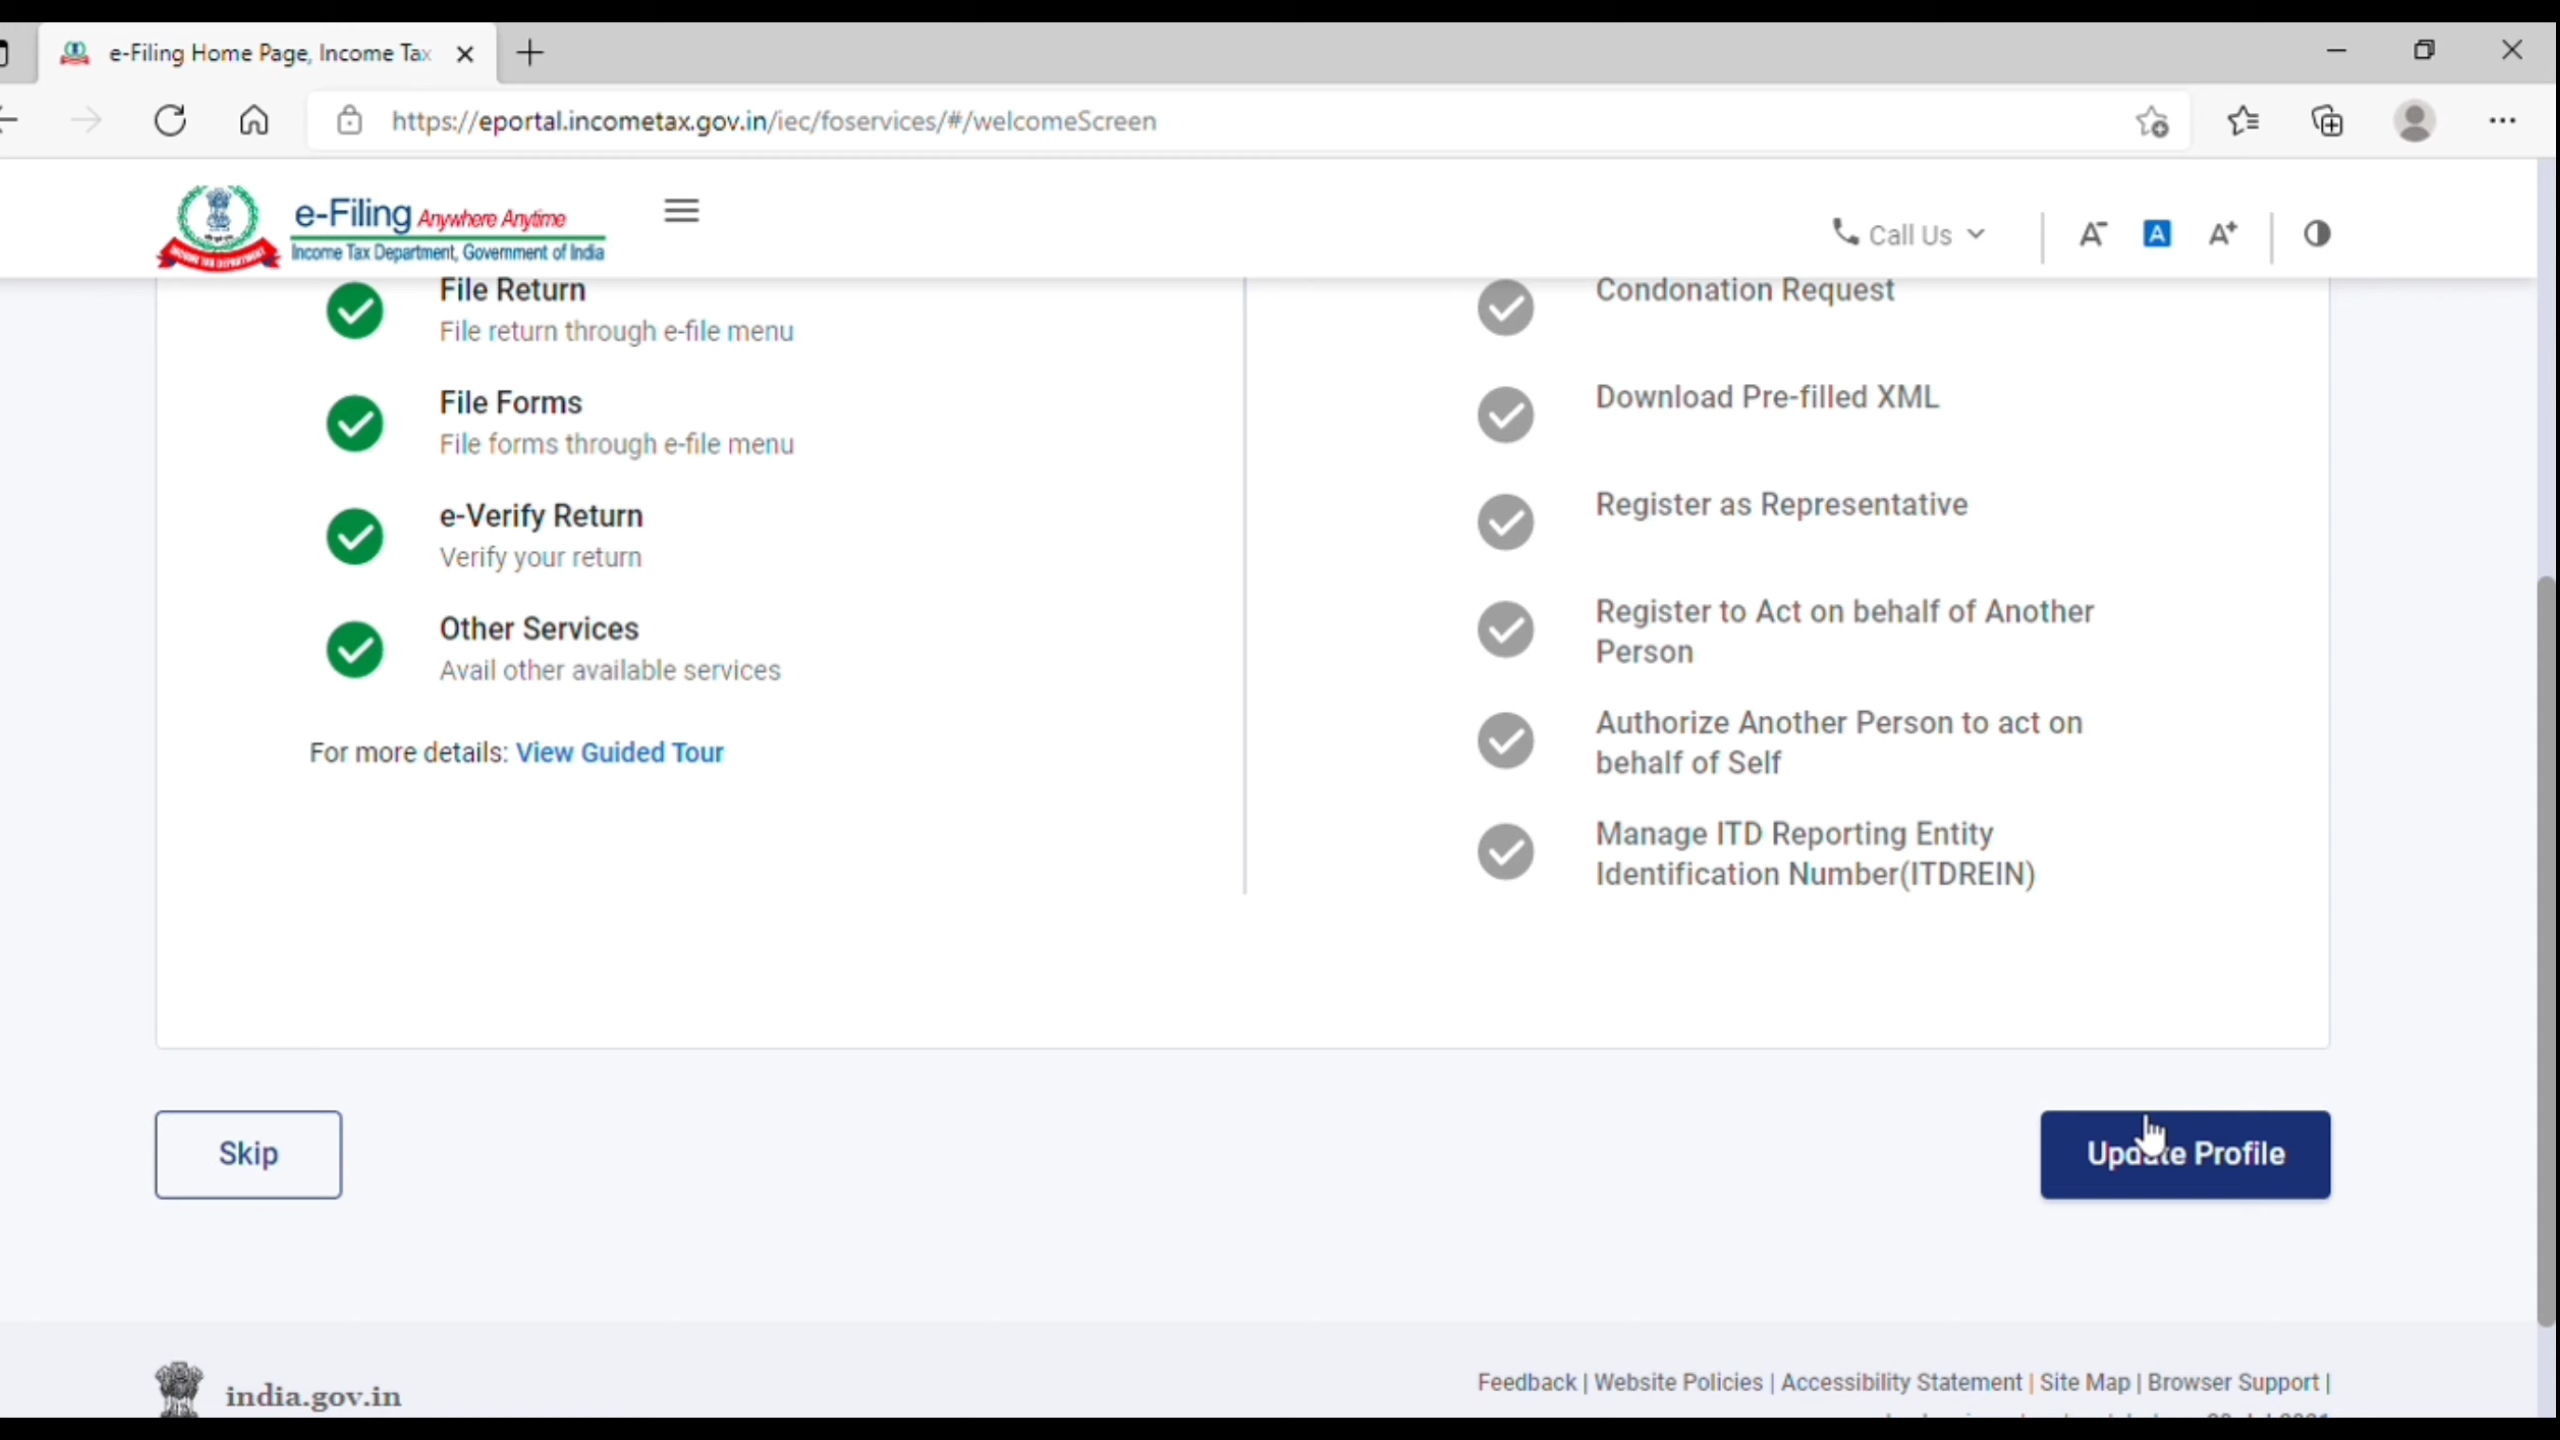 e-Filing Home Page, Income Tax
https://eportal.incometax.gov.in/iec/foservices/#/welcomeScreen
e-Filing Anywhere Anytime
Income Tax Department, Government of India
INCOME TAX DEPARTMENT
Call Us
A-
A
A+
File Return
File return through e-file menu
File Forms
File forms through e-file menu
e-Verify Return
Verify your return
Other Services
Avail other available services
For more details: View Guided Tour
Condonation Request
Download Pre-filled XML
Register as Representative
Register to Act on behalf of Another
Person
Authorize Another Person to act on
behalf of Self
Manage ITD Reporting Entity
Identification Number(ITDREIN)
Skip
Update Profile
india.gov.in
Feedback | Website Policies | Accessibility Statement | Site Map | Browser Support |